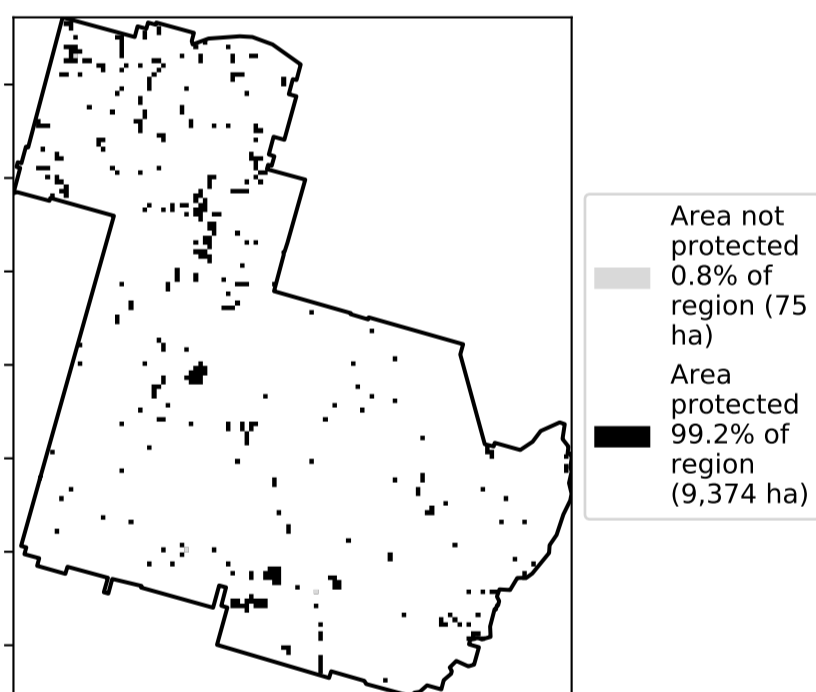 Area not
protected
0.8% of
region (75
ha)
Area
protected
99.2% of
region
(9,374 ha)